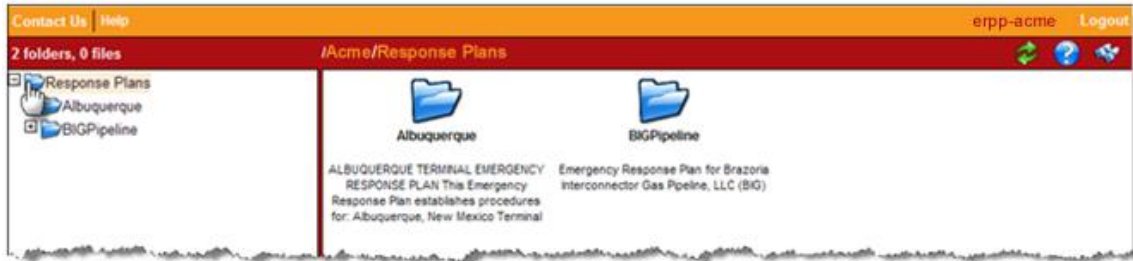 Contact Us | Help
erpp-acme Logout
2 folders, 0 files
/Acme/Response Plans
Response Plans
Albuquerque
BIGPipeline
Albuquerque
ALBUQUERQUE TERMINAL EMERGENCY
RESPONSE PLAN This Emergency
Response Plan establishes procedures
for: Albuquerque, New Mexico Terminal
BIGPipeline
Emergency Response Plan for Brazoria
Interconnector Gas Pipeline, LLC (BIG)